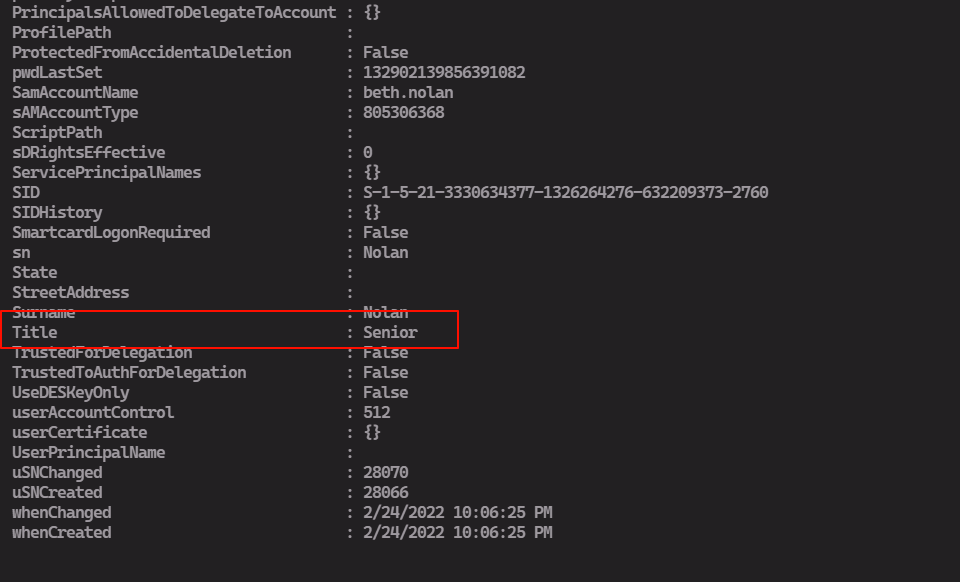 PrincipalsAllowedToDelegateToAccount : {}
ProfilePath :
ProtectedFromAccidentalDeletion : False
pwdLastSet : 132902139856391082
SamAccountName : beth.nolan
sAMAccountType : 805306368
ScriptPath :
sDRightsEffective : 0
ServicePrincipalNames : {}
SID : S-1-5-21-3330634377-1326264276-632209373-2760
SIDHistory : {}
SmartcardLogonRequired : False
sn : Nolan
State :
StreetAddress :
Surname : Nolan
Title : Senior
TrustedForDelegation : False
TrustedToAuthForDelegation : False
UseDESKeyOnly : False
userAccountControl : 512
userCertificate : {}
UserPrincipalName :
uSNChanged : 28070
uSNCreated : 28066
whenChanged : 2/24/2022 10:06:25 PM
whenCreated : 2/24/2022 10:06:25 PM